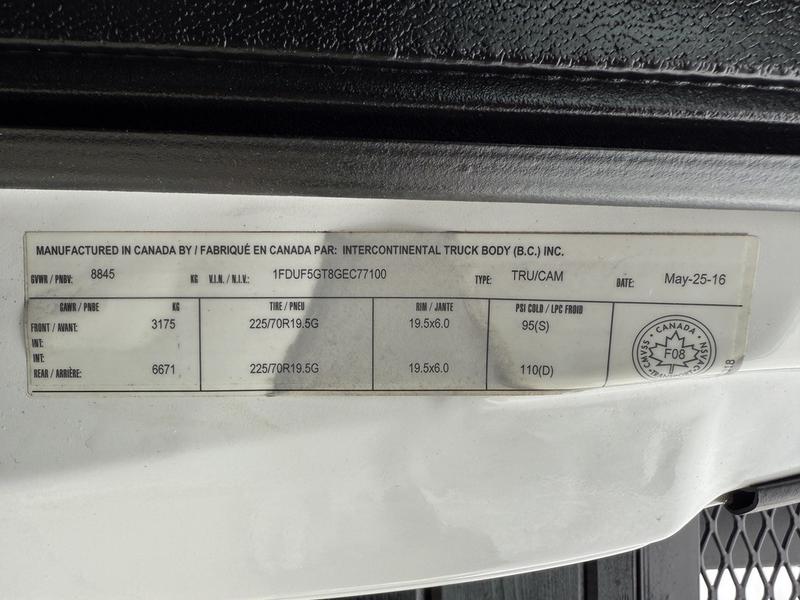 MANUFACTURED IN CANADA BY / FABRIQUÉ EN CANADA PAR: INTERCONTINENTAL TRUCK BODY (B.C.) INC.
GVWR / PNBV: 8845 KG V.I.N. / N.I.V.: 1FDUF5GT8GEC77100 TYPE: TRU/CAM DATE: May-25-16
GAWR / PNBE KG TIRE / PNEU RIM / JANTE PSI COLD / LPC FROID
FRONT / AVANT: 3175 225/70R19.5G 19.5x6.0 95(S)
INT:
INT:
REAR / ARRIÈRE: 6671 225/70R19.5G 19.5x6.0 110(D)
CANADA
F08
CMVSS
NSVAC